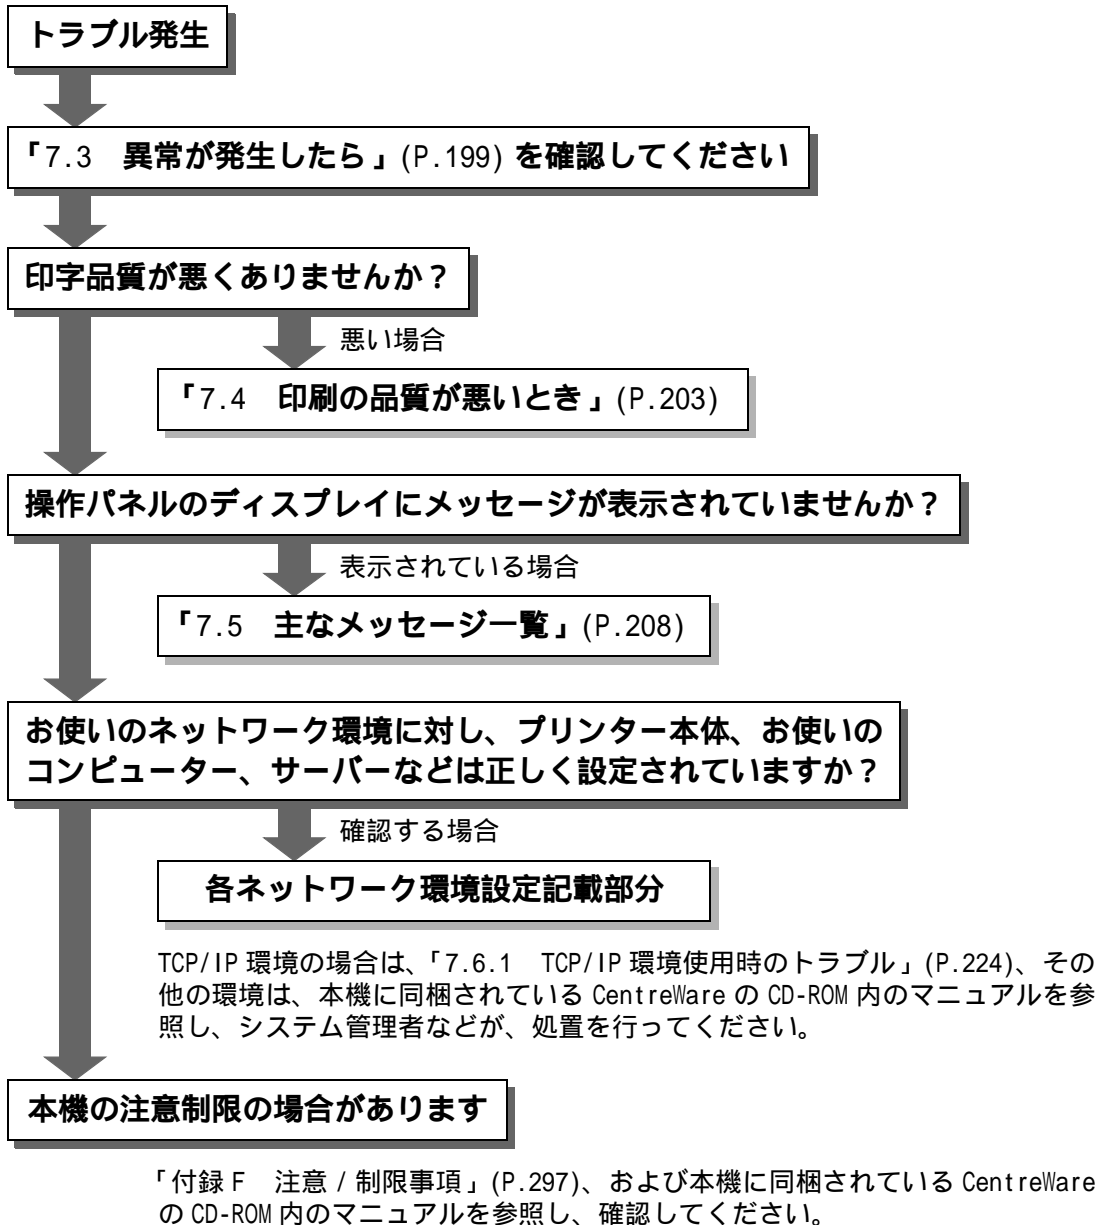 トラブル発生
「7.3　異常が発生したら」(P.199) を確認してください
印字品質が悪くありませんか？
悪い場合
「7.4　印刷の品質が悪いとき」(P.203)
操作パネルのディスプレイにメッセージが表示されていませんか？
表示されている場合
「7.5　主なメッセージ一覧」(P.208)
お使いのネットワーク環境に対し、プリンター本体、お使いの
コンピューター、サーバーなどは正しく設定されていますか？
確認する場合
各ネットワーク環境設定記載部分
TCP/IP 環境の場合は、「7.6.1　TCP/IP 環境使用時のトラブル」(P.224)、その
他の環境は、本機に同梱されている CentreWare の CD-ROM 内のマニュアルを参
照し、システム管理者などが、処置を行ってください。
本機の注意制限の場合があります
「付録 F　注意 / 制限事項」(P.297)、および本機に同梱されている CentreWare
の CD-ROM 内のマニュアルを参照し、確認してください。